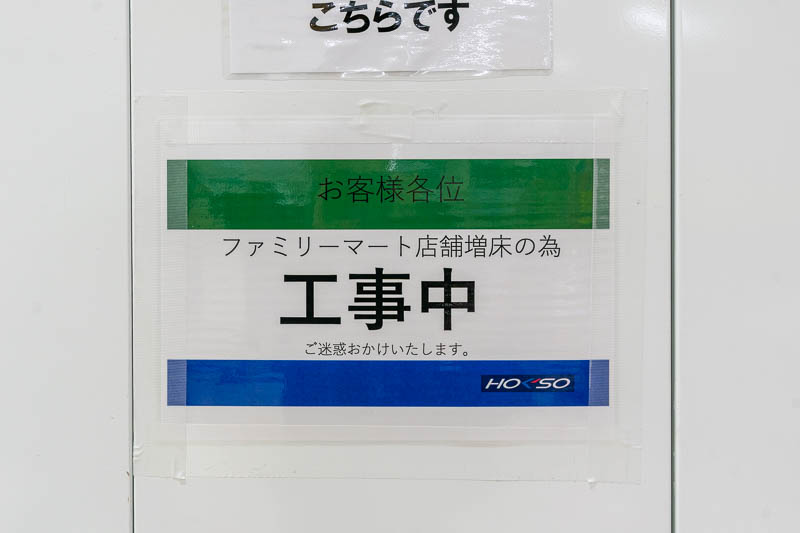 こちらです
お客様各位
ファミリーマート店舗増床の為
工事中
ご迷惑おかけいたします。
HOKSO